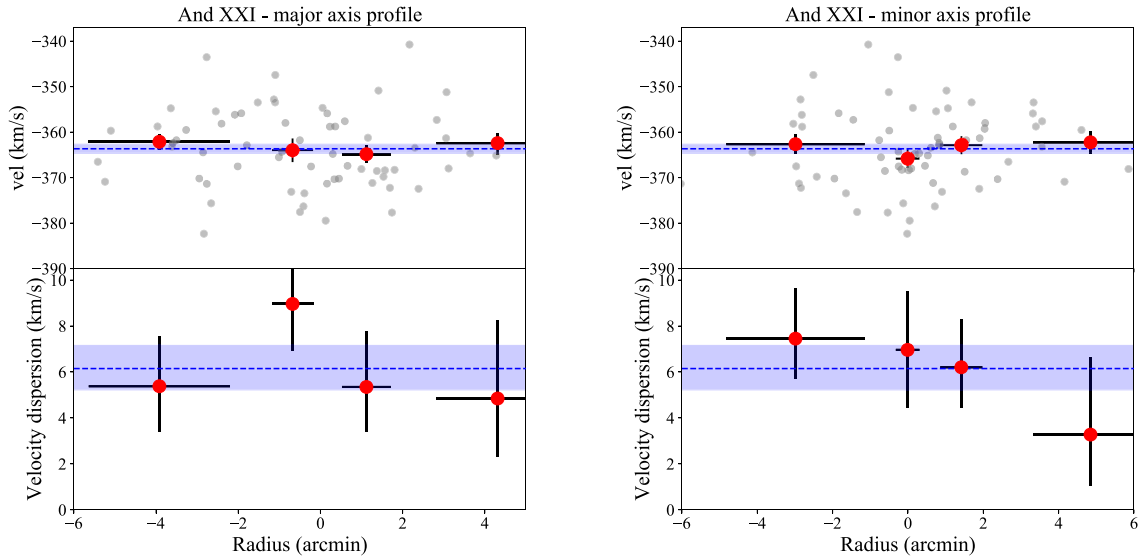 And XXI - major axis profile
−340
−350
−360
−370
−380
−390
vel (km/s)
10
8
6
4
2
0
Velocity dispersion (km/s)
−6 −4 −2 0 2 4
Radius (arcmin)
And XXI - minor axis profile
−340
−350
−360
−370
−380
−390
vel (km/s)
10
8
6
4
2
0
Velocity dispersion (km/s)
−6 −4 −2 0 2 4 6
Radius (arcmin)